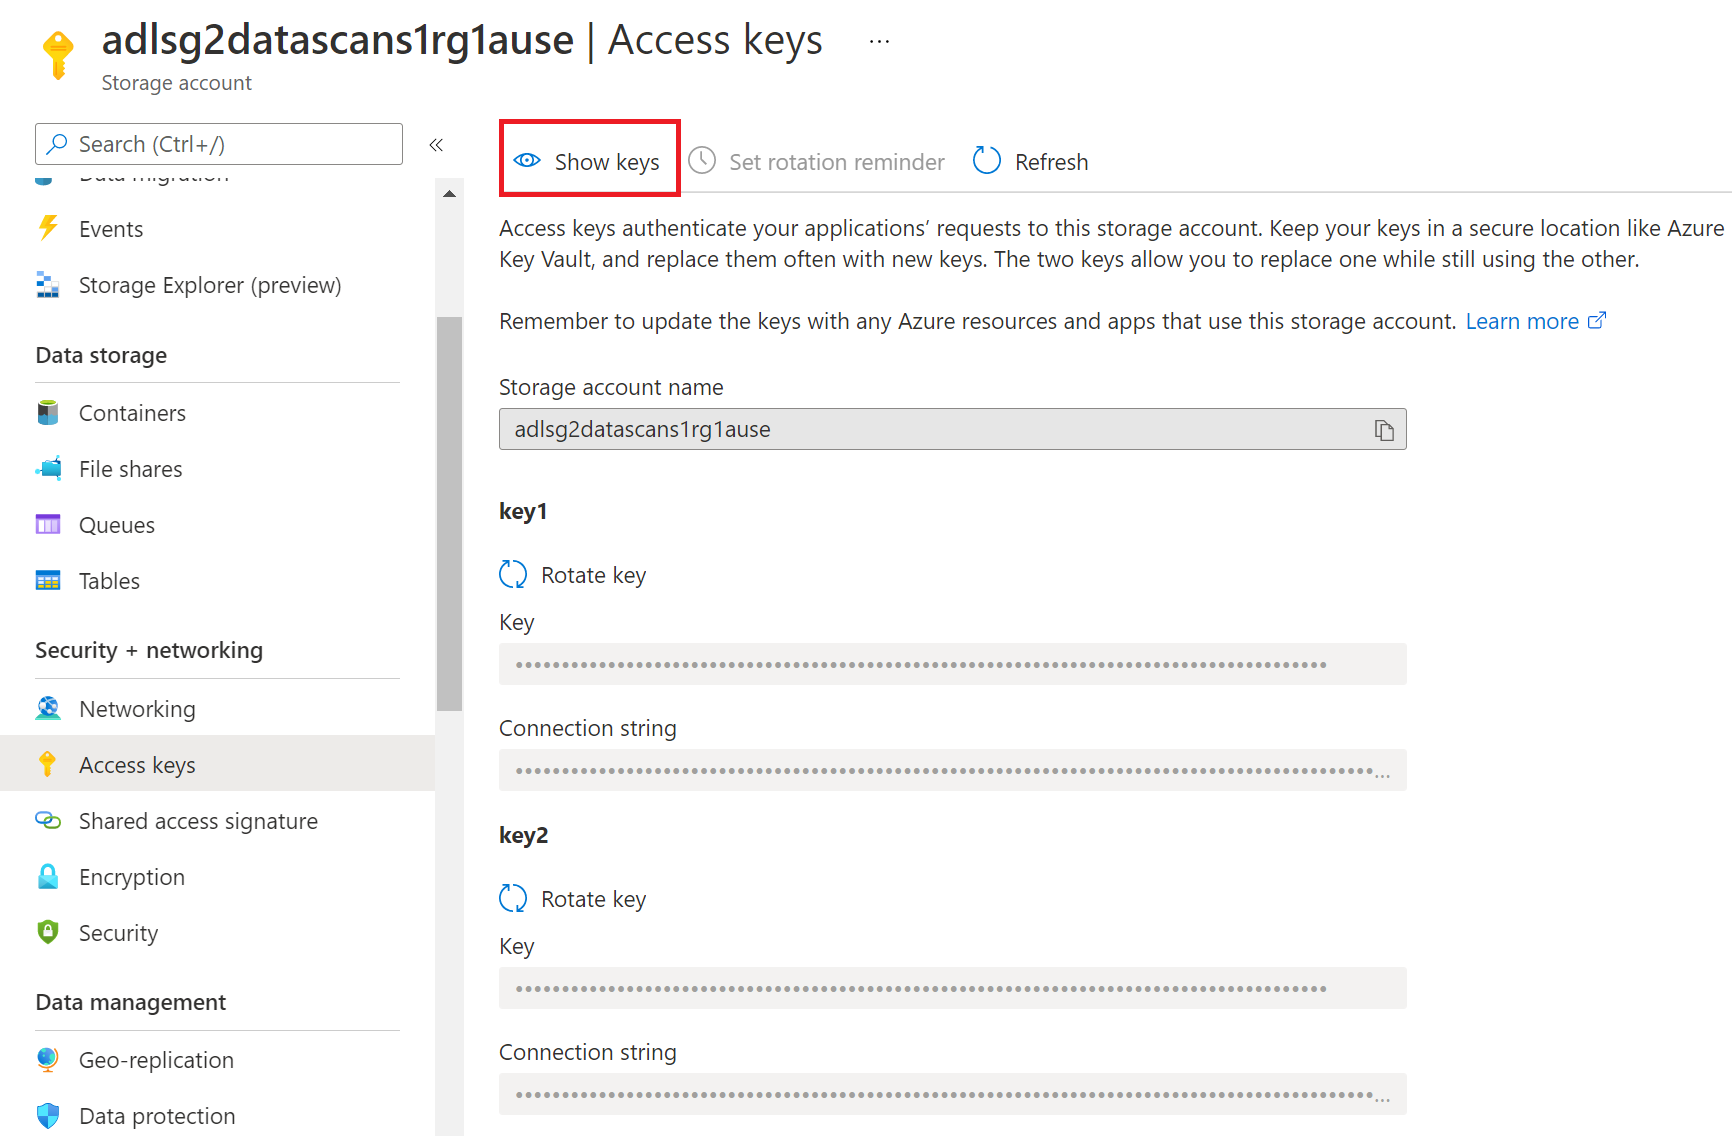 adlsg2datascans1rg1ause | Access keys ...
Storage account
Search (Ctrl+/)
«
Data migration
Events
Storage Explorer (preview)
Data storage
Containers
File shares
Queues
Tables
Security + networking
Networking
Access keys
Shared access signature
Encryption
Security
Data management
Geo-replication
Data protection
Show keys
Set rotation reminder
Refresh
Access keys authenticate your applications’ requests to this storage account. Keep your keys in a secure location like Azure
Key Vault, and replace them often with new keys. The two keys allow you to replace one while still using the other.
Remember to update the keys with any Azure resources and apps that use this storage account. Learn more
Storage account name
adlsg2datascans1rg1ause
key1
Rotate key
Key
Connection string
key2
Rotate key
Key
Connection string